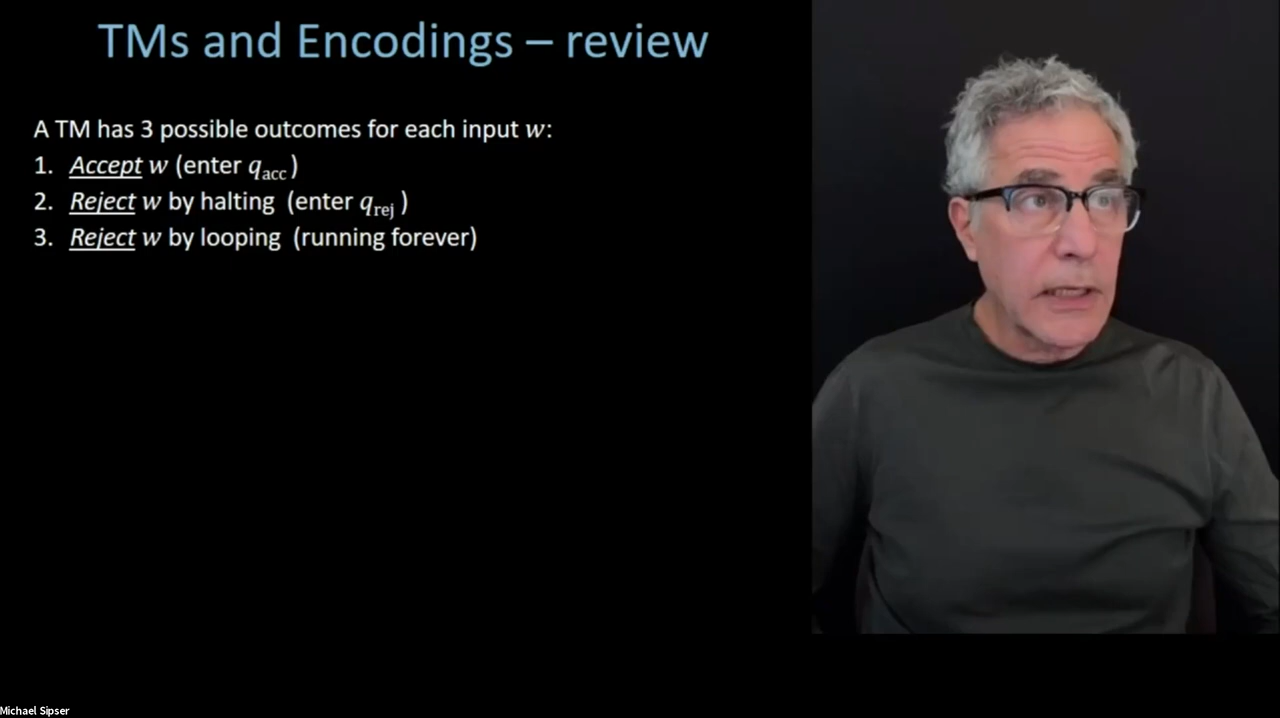 TMs and Encodings – review
A TM has 3 possible outcomes for each input w:
1. Accept w (enter q_acc)
2. Reject w by halting (enter q_rej)
3. Reject w by looping (running forever)
Michael Sipser